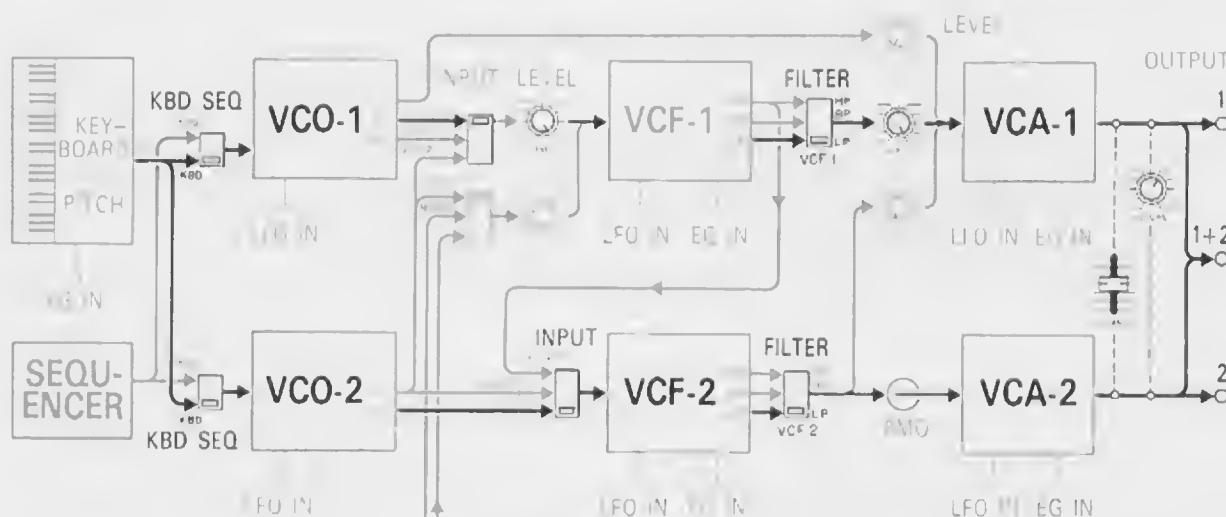 LEVEL
OUTPUT
1
KBD SEQ
INPUT LEVEL
FILTER
HP
BP
LP
VCF 1
KEY-
BOARD
PITCH
KBD
VCO-1
VCF-1
VCA-1
LFO IN EG IN
LFO IN EG IN
1+2
EG IN
INPUT
FILTER
SEQU-
ENCER
KBD
KBD SEQ
VCO-2
VCF-2
LP
VCF 2
VCA-2
2
LFO IN
LFO IN EG IN
LFO IN EG IN